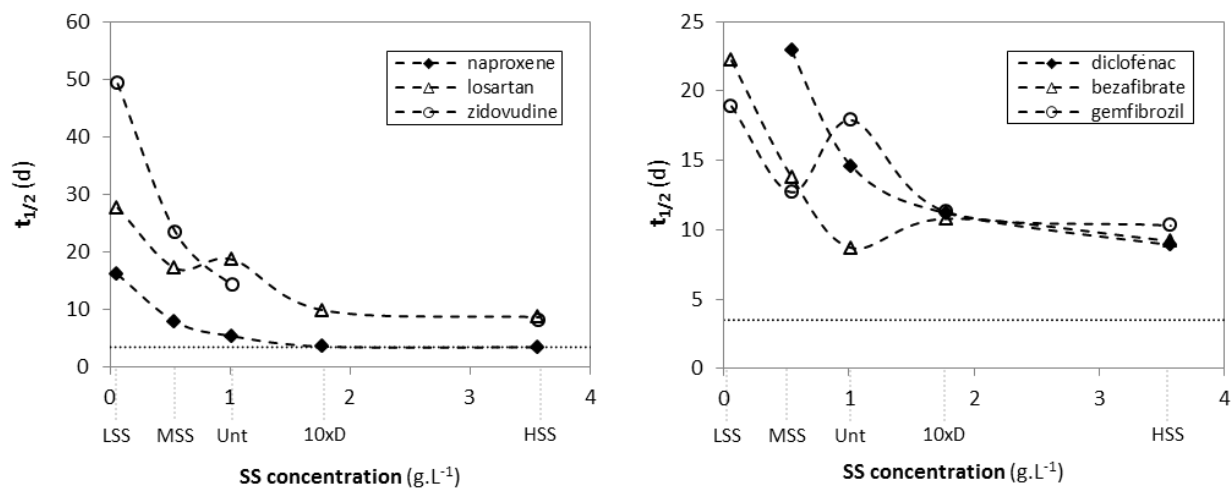 60
50
40
30
20
10
0
t1/2 (d)
naproxene
losartan
zidovudine
0 1 2 3 4
LSS MSS Unt 10xD HSS
SS concentration (g.L-1)
25
20
15
10
5
0
t1/2 (d)
diclofénac
bezafibrate
gemfibrozil
0 1 2 3 4
LSS MSS Unt 10xD HSS
SS concentration (g.L-1)